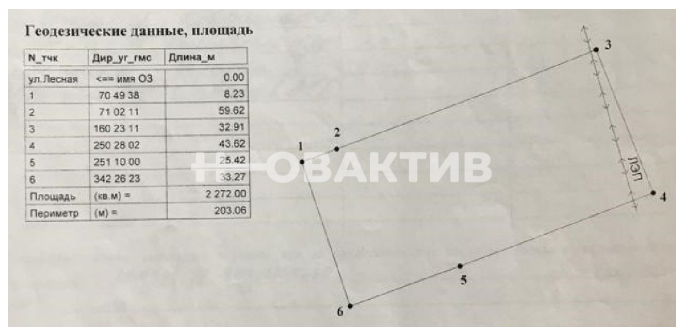 Геодезические данные, площадь
N_тчк Дир_уг_гмс Длина_м
ул.Лесная <== имя ОЗ 0.00
1 70 49 38 8.23
2 71 02 11 59.62
3 160 23 11 32.91
4 250 28 02 43.62
5 251 10 00 25.42
6 342 26 23 33.27
Площадь (кв.м) = 2 272.00
Периметр (м) = 203.06
3
2
1
НОВАКТИВ
ЛЭП
4
5
6